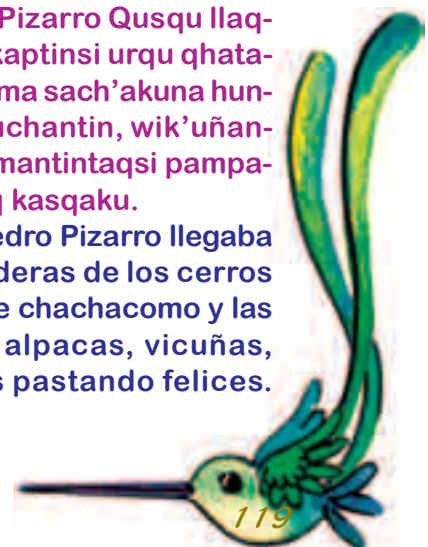 Pizarro Qusqu llaq-
kaptinsi urqu qhata-
ma sach’akuna hun-
uchantin, wik’uñan-
mantintaqsi pampa-
kasqaku.
edro Pizarro llegaba
deras de los cerros
e chachacomo y las
alpacas, vicuñas,
s pastando felices.
119